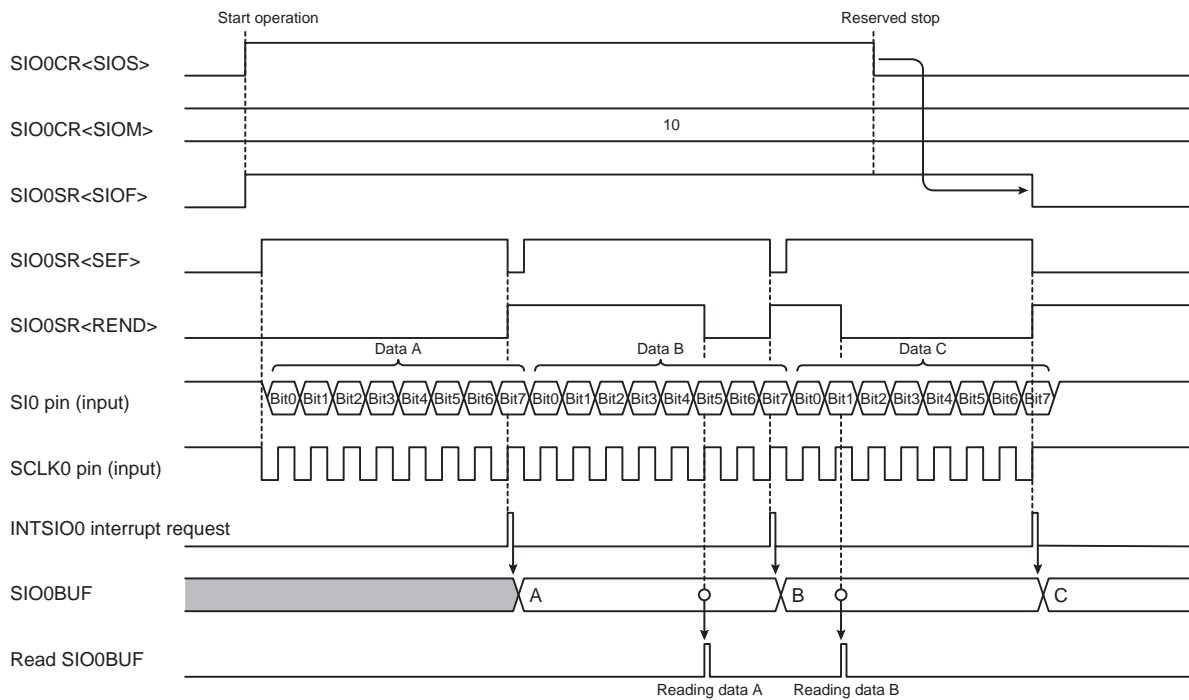 Start operation
Reserved stop
SIO0CR<SIOS>
SIO0CR<SIOM>
10
SIO0SR<SIOF>
SIO0SR<SEF>
SIO0SR<REND>
Data A
Data B
Data C
SI0 pin (input)
Bit0 Bit1 Bit2 Bit3 Bit4 Bit5 Bit6 Bit7 Bit0 Bit1 Bit2 Bit3 Bit4 Bit5 Bit6 Bit7 Bit0 Bit1 Bit2 Bit3 Bit4 Bit5 Bit6 Bit7
SCLK0 pin (input)
INTSIO0 interrupt request
SIO0BUF
A
B
C
Read SIO0BUF
Reading data A
Reading data B